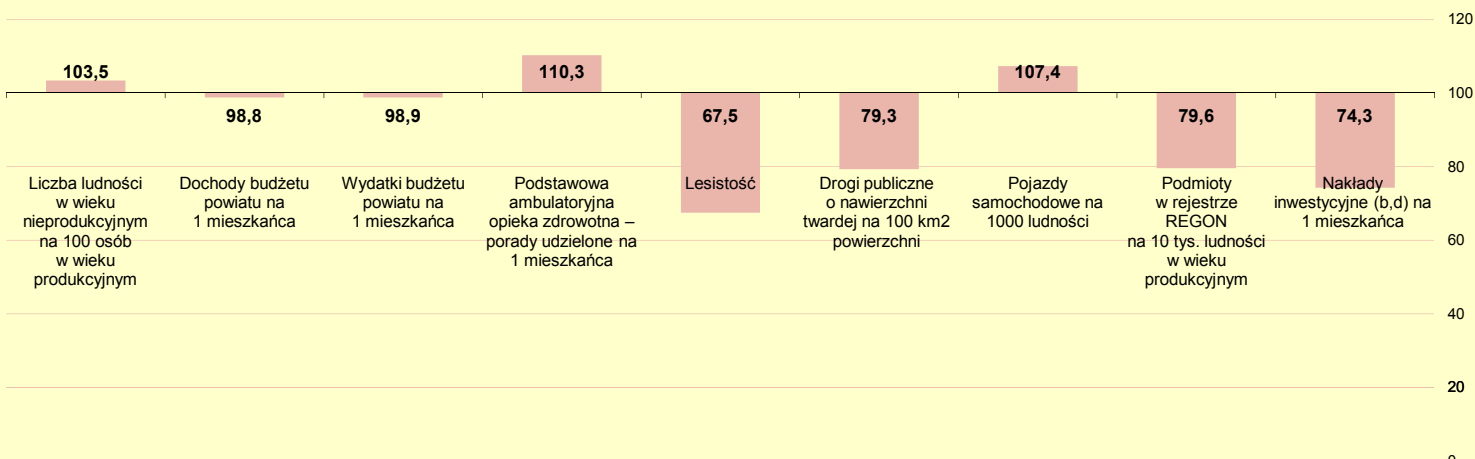 120
103,5
110,3
107,4
100
98,8
98,9
67,5
79,3
79,6
74,3
80
Liczba ludności
w wieku
nieprodukcyjnym
na 100 osób
w wieku
produkcyjnym
Dochody budżetu
powiatu na
1 mieszkańca
Wydatki budżetu
powiatu na
1 mieszkańca
Podstawowa
ambulatoryjna
opieka zdrowotna –
porady udzielone na
1 mieszkańca
Lesistość
Drogi publiczne
o nawierzchni
twardej na 100 km2
powierzchni
Pojazdy
samochodowe na
1000 ludności
Podmioty
w rejestrze
REGON
na 10 tys. ludności
w wieku
produkcyjnym
Nakłady
inwestycyjne (b,d) na
1 mieszkańca
60
40
20
0